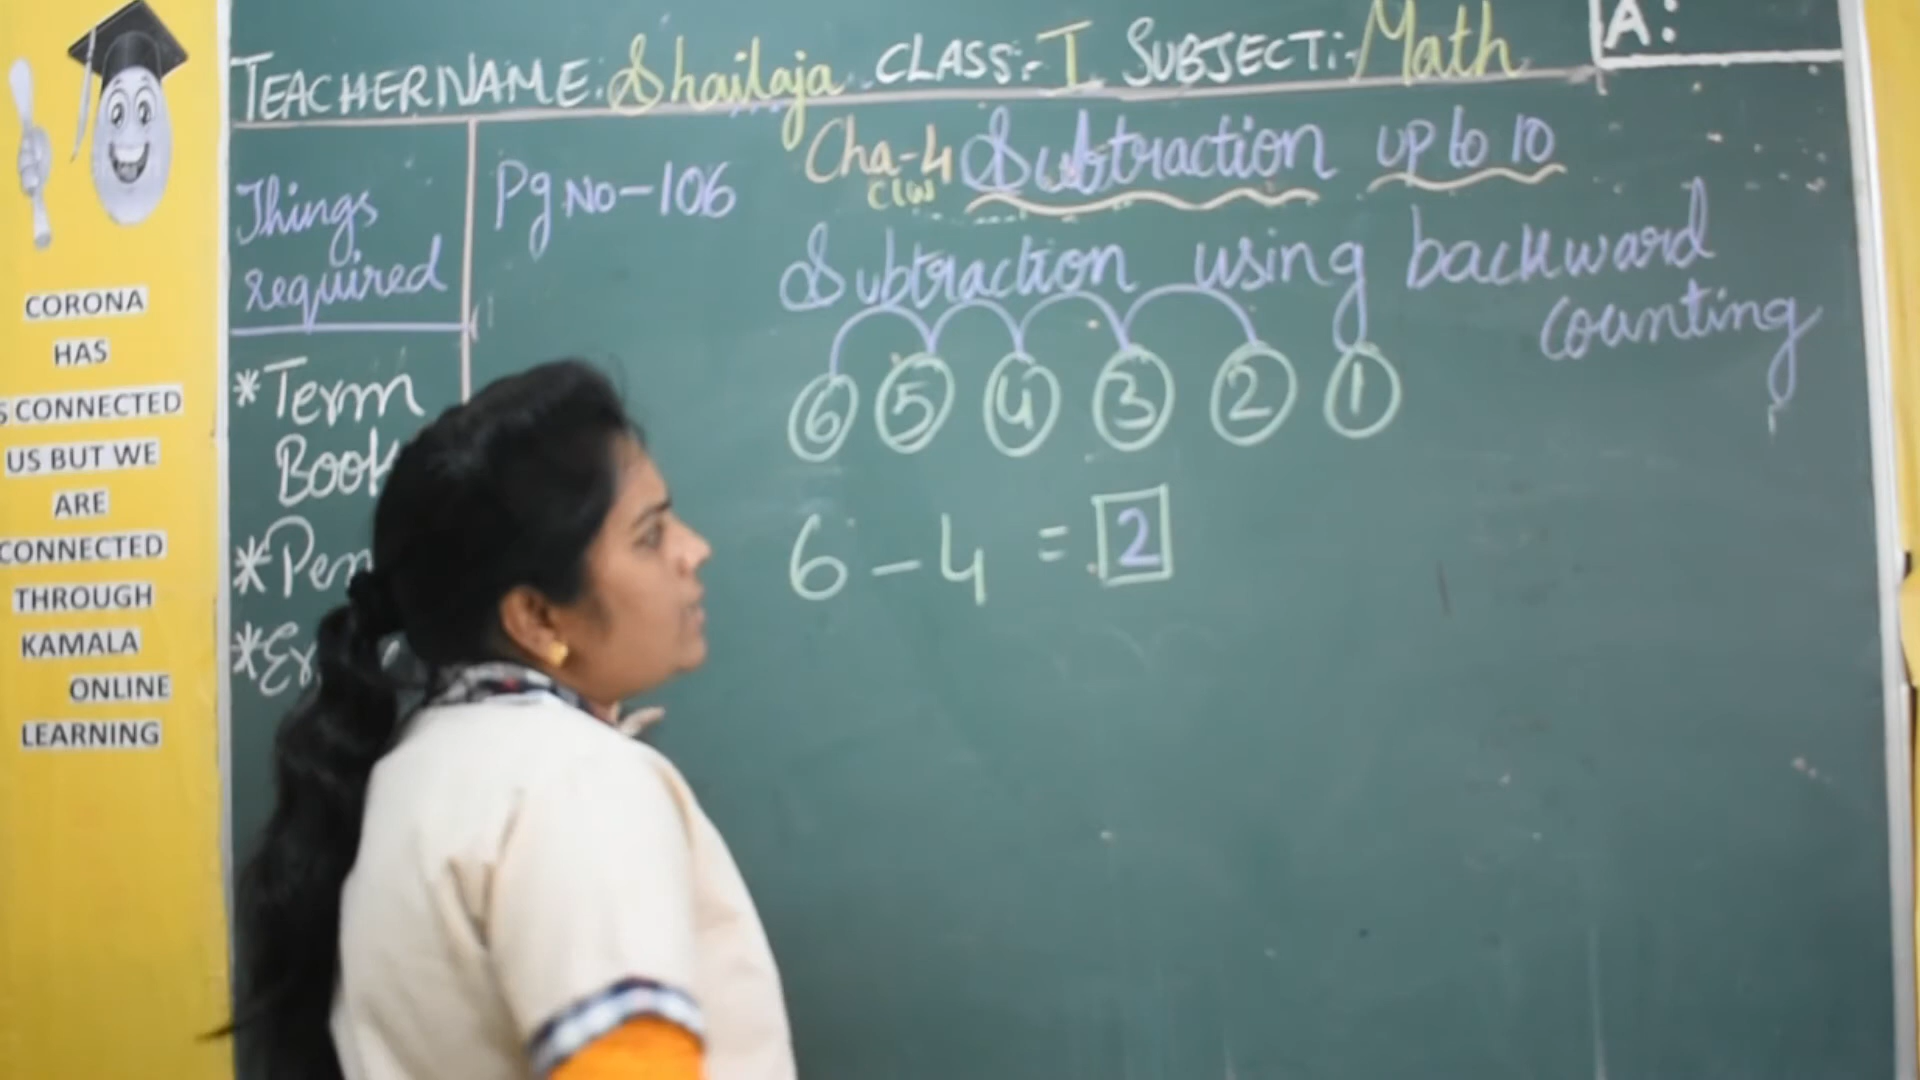 CORONA
HAS
S CONNECTED
US BUT WE
ARE
CONNECTED
THROUGH
KAMALA
ONLINE
LEARNING
TEACHER NAME: Shailaja CLASS:- I SUBJECT:- Math
A:
Things
required
* Term
Book
* Pen
* Er
Pg No-106
Cha-4 Subtraction up to 10
C(W)
Subtraction using backward
counting
6 5 4 3 2 1
6 - 4 = 2